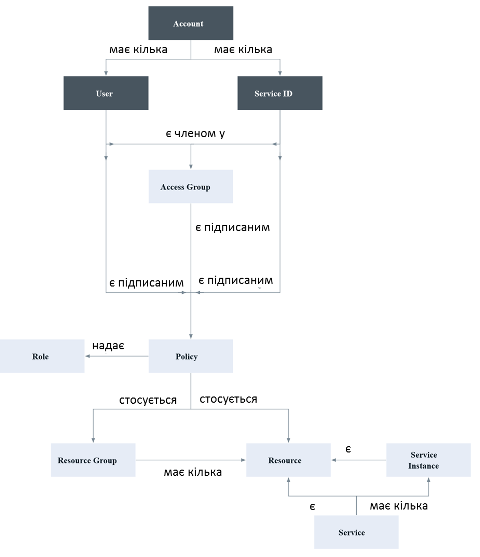 Account
має кілька
має кілька
User
Service ID
є членом у
Access Group
є підписаним
є підписаним
є підписаним
надає
Role
Policy
стосується
стосується
Resource Group
має кілька
Resource
є
Service
Instance
є
має кілька
Service